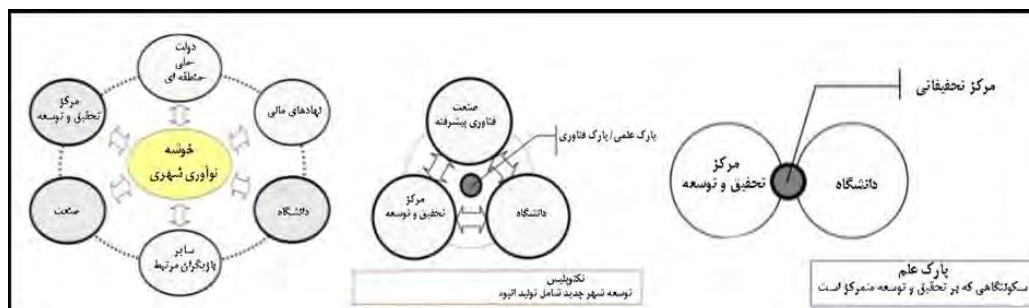 مرکز تحقیقاتی
مرکز
تحقیق و توسعه
دانشگاه
پارک علم
سکونتگاهی که بر تحقیق و توسعه متمرکز است
صنعت
فناوری پیشرفته
پارک علمی/پارک فناوری
مرکز
تحقیق و توسعه
دانشگاه
تکنوپلیس
توسعه شهر جدید شامل تولید انبوه
دولت
-ملی
-منطقه ای
مرکز
تحقیق و توسعه
نهادهای مالی
خوشه
نوآوری شهری
صنعت
دانشگاه
سایر
بازیگران مرتبط